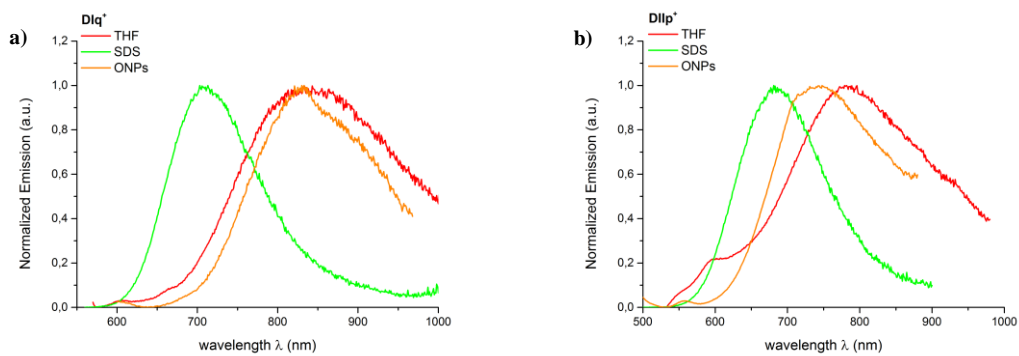 a)
DIq⁺
THF
SDS
ONPs
1,2
1,0
0,8
0,6
0,4
0,2
0,0
Normalized Emission (a.u.)
600 700 800 900 1000
wavelength λ (nm)
b)
DIIp⁺
THF
SDS
ONPs
1,2
1,0
0,8
0,6
0,4
0,2
0,0
Normalized Emission (a.u.)
500 600 700 800 900 1000
wavelength λ (nm)